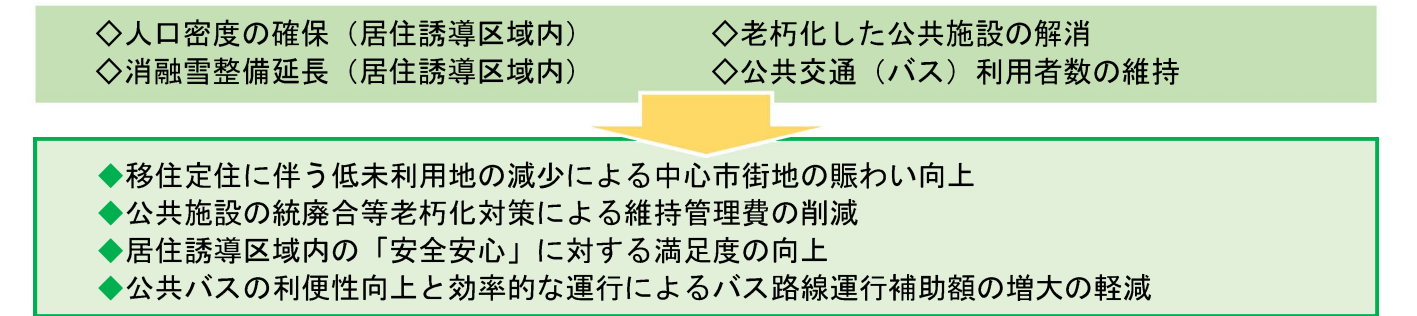 ◇人口密度の確保（居住誘導区域内） ◇老朽化した公共施設の解消
◇消融雪整備延長（居住誘導区域内） ◇公共交通（バス）利用者数の維持
◆移住定住に伴う低未利用地の減少による中心市街地の賑わい向上
◆公共施設の統廃合等老朽化対策による維持管理費の削減
◆居住誘導区域内の「安全安心」に対する満足度の向上
◆公共バスの利便性向上と効率的な運行によるバス路線運行補助額の増大の軽減